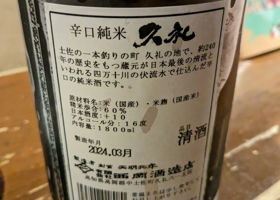 辛口純米 久礼
土佐の一本釣りの町 久礼の地で、約240
年の歴史をもつ蔵元が日本最後の清流と
いわれる四万十川の伏流水で仕込んだ辛
口の純米酒です。
原材料名:米(国産)・米麹(国産米)
精米歩合:60%
日本酒度:+10
アルコール分:16度
内容量:1800ml
品目
清酒
製造年月
2024.03月
西岡酒造店